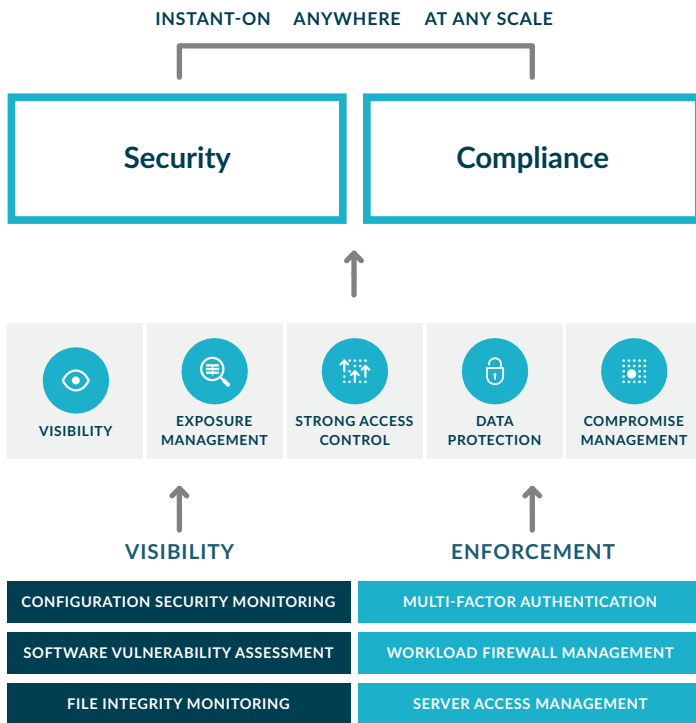 INSTANT-ON ANYWHERE AT ANY SCALE
Security
Compliance
VISIBILITY
EXPOSURE
MANAGEMENT
STRONG ACCESS
CONTROL
DATA
PROTECTION
COMPROMISE
MANAGEMENT
VISIBILITY
ENFORCEMENT
CONFIGURATION SECURITY MONITORING
MULTI-FACTOR AUTHENTICATION
SOFTWARE VULNERABILITY ASSESSMENT
WORKLOAD FIREWALL MANAGEMENT
FILE INTEGRITY MONITORING
SERVER ACCESS MANAGEMENT